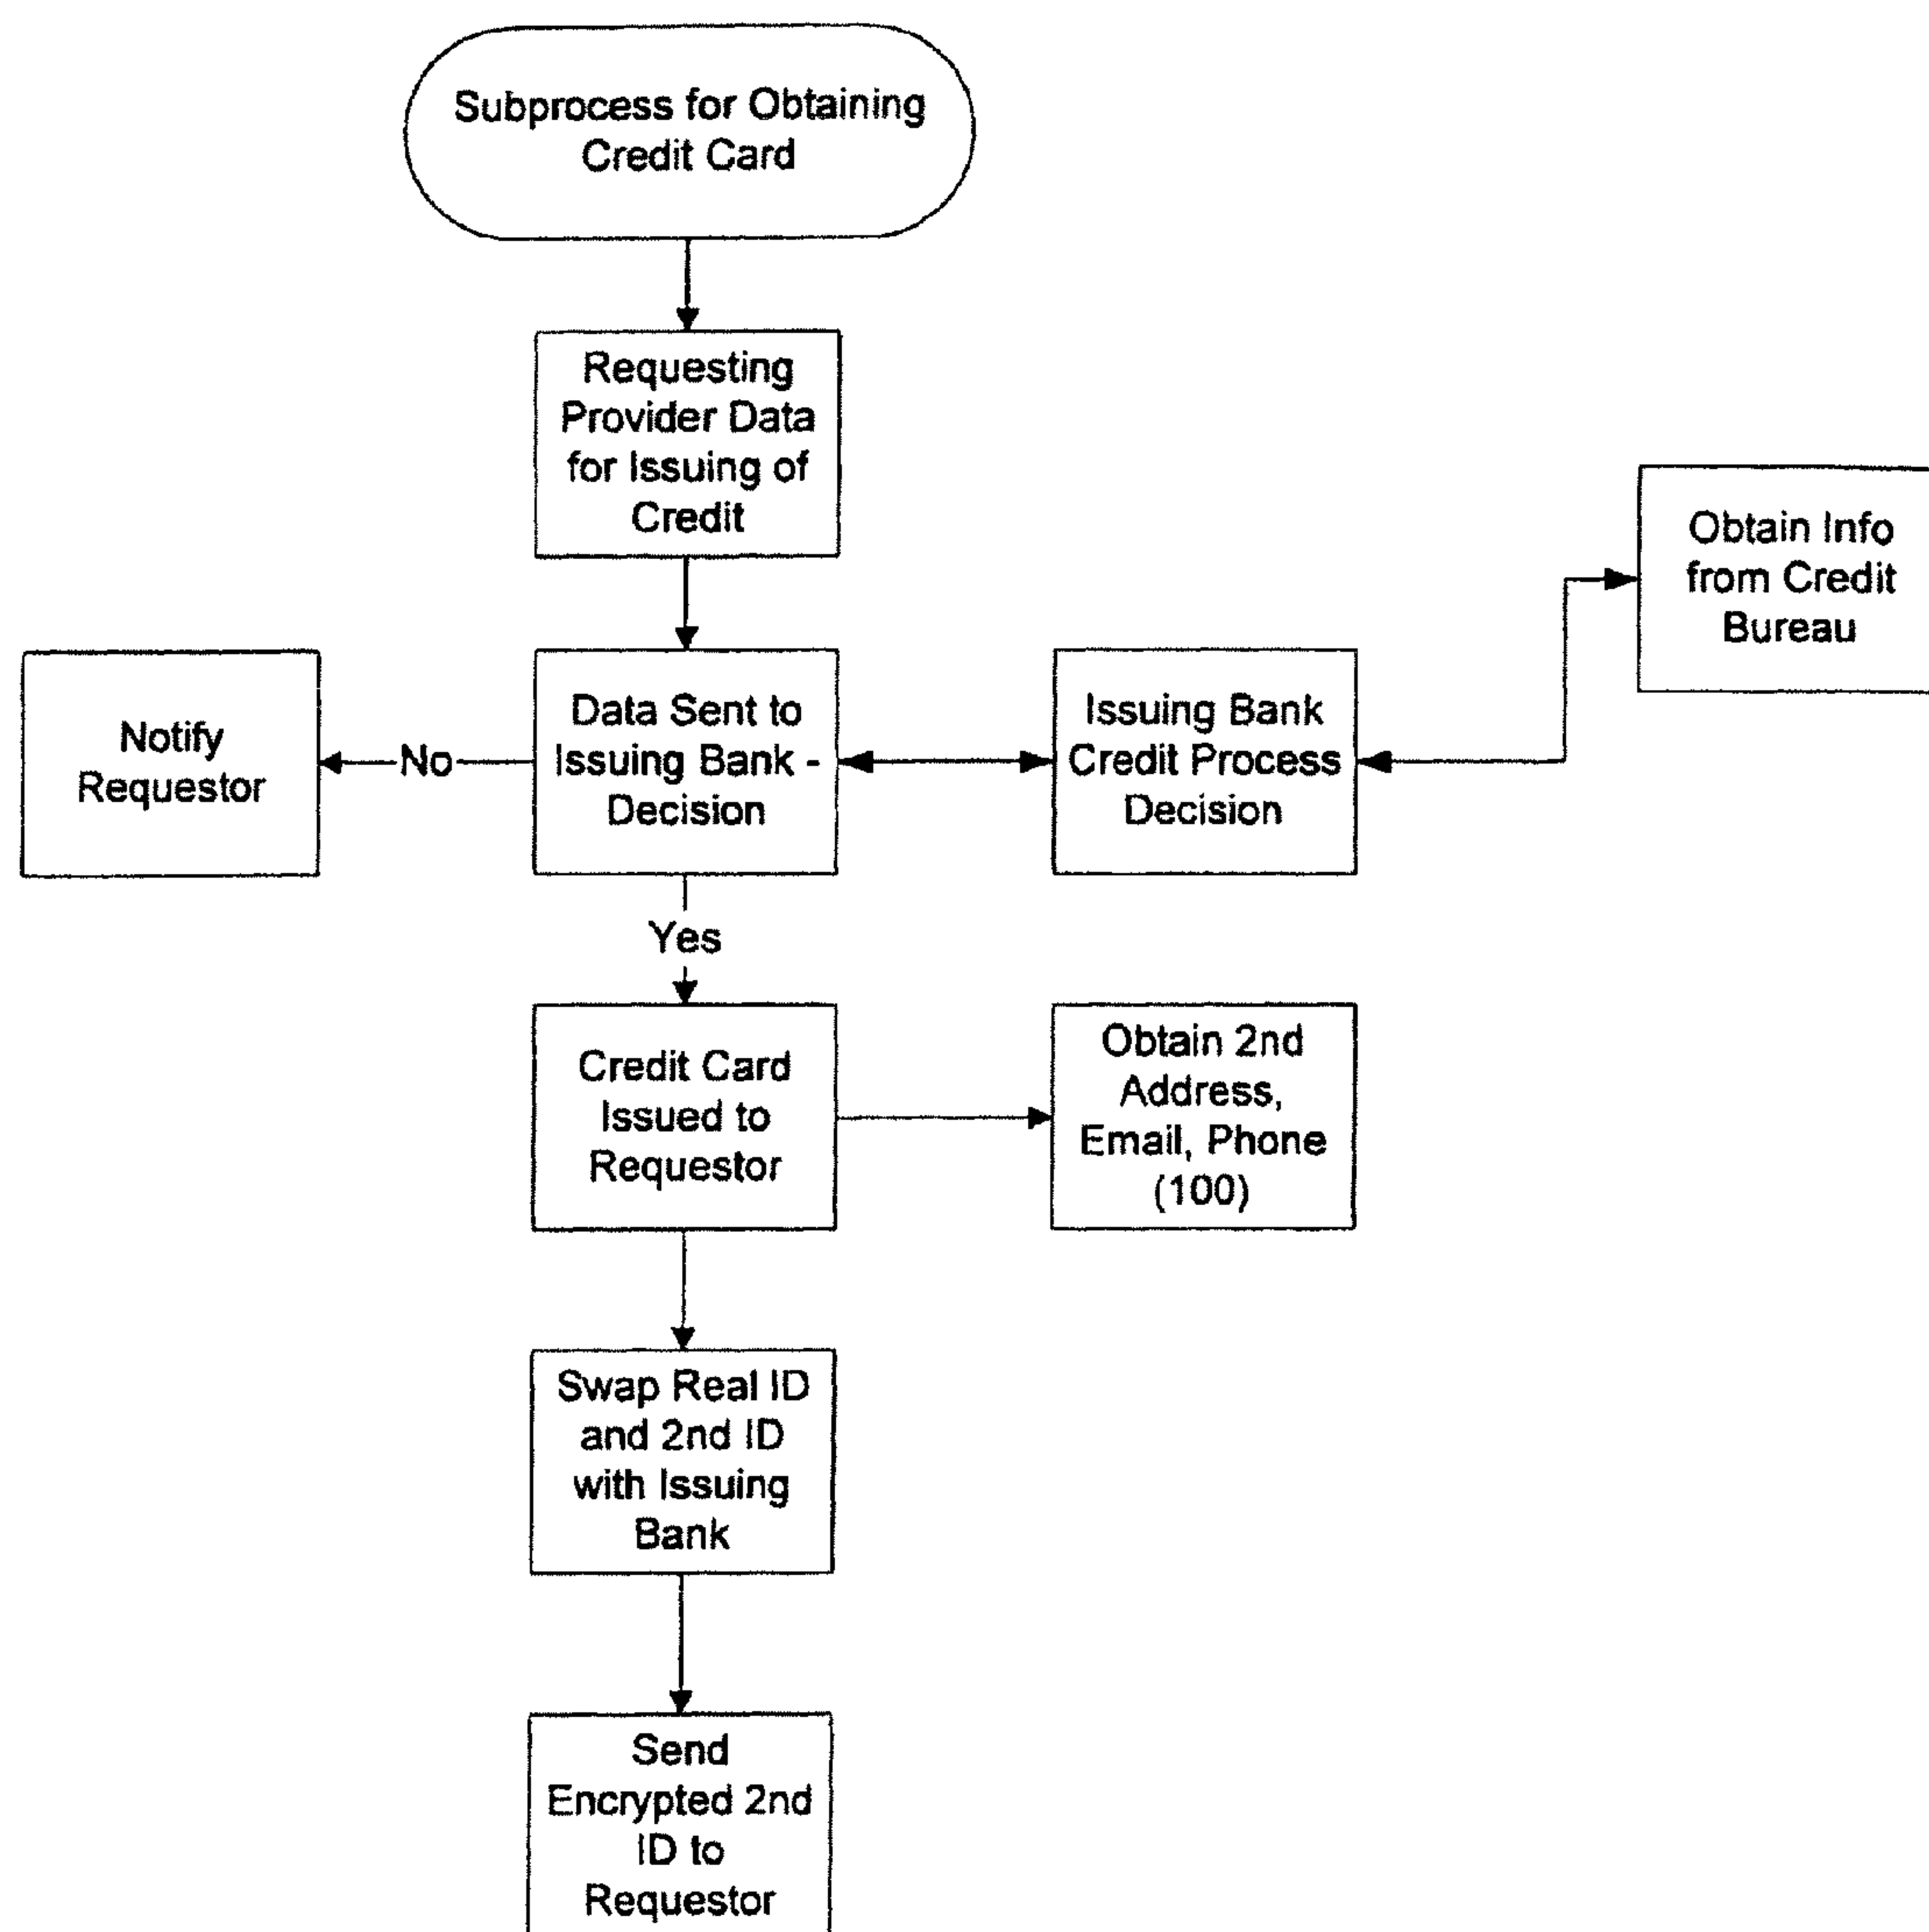 Subprocess for Obtaining
Credit Card
Requesting
Provider Data
for Issuing of
Credit
Obtain Info
from Credit
Bureau
Notify
Requestor
No
Data Sent to
Issuing Bank -
Decision
Issuing Bank
Credit Process
Decision
Yes
Credit Card
Issued to
Requestor
Obtain 2nd
Address,
Email, Phone
(100)
Swap Real ID
and 2nd ID
with Issuing
Bank
Send
Encrypted 2nd
ID to
Requestor